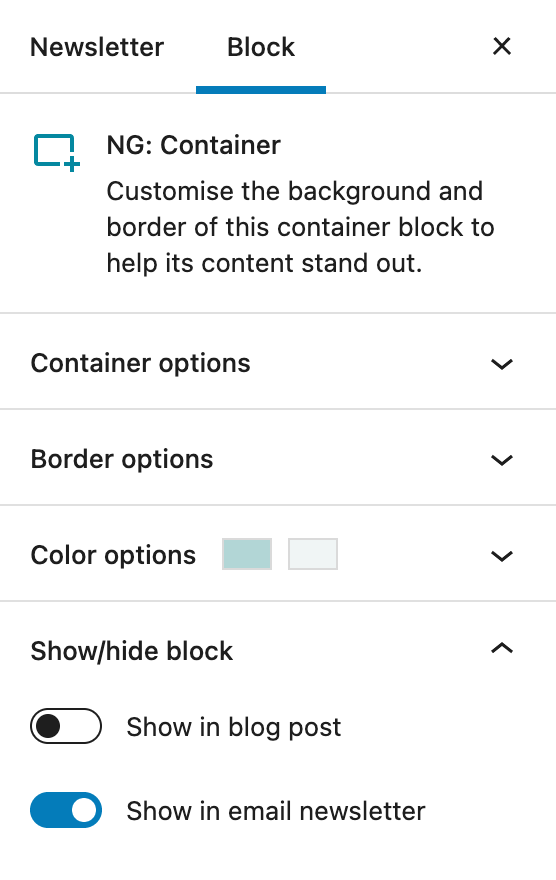 Newsletter
Block
NG: Container
Customise the background and
border of this container block to
help its content stand out.
Container options
Border options
Color options
Show/hide block
Show in blog post
Show in email newsletter